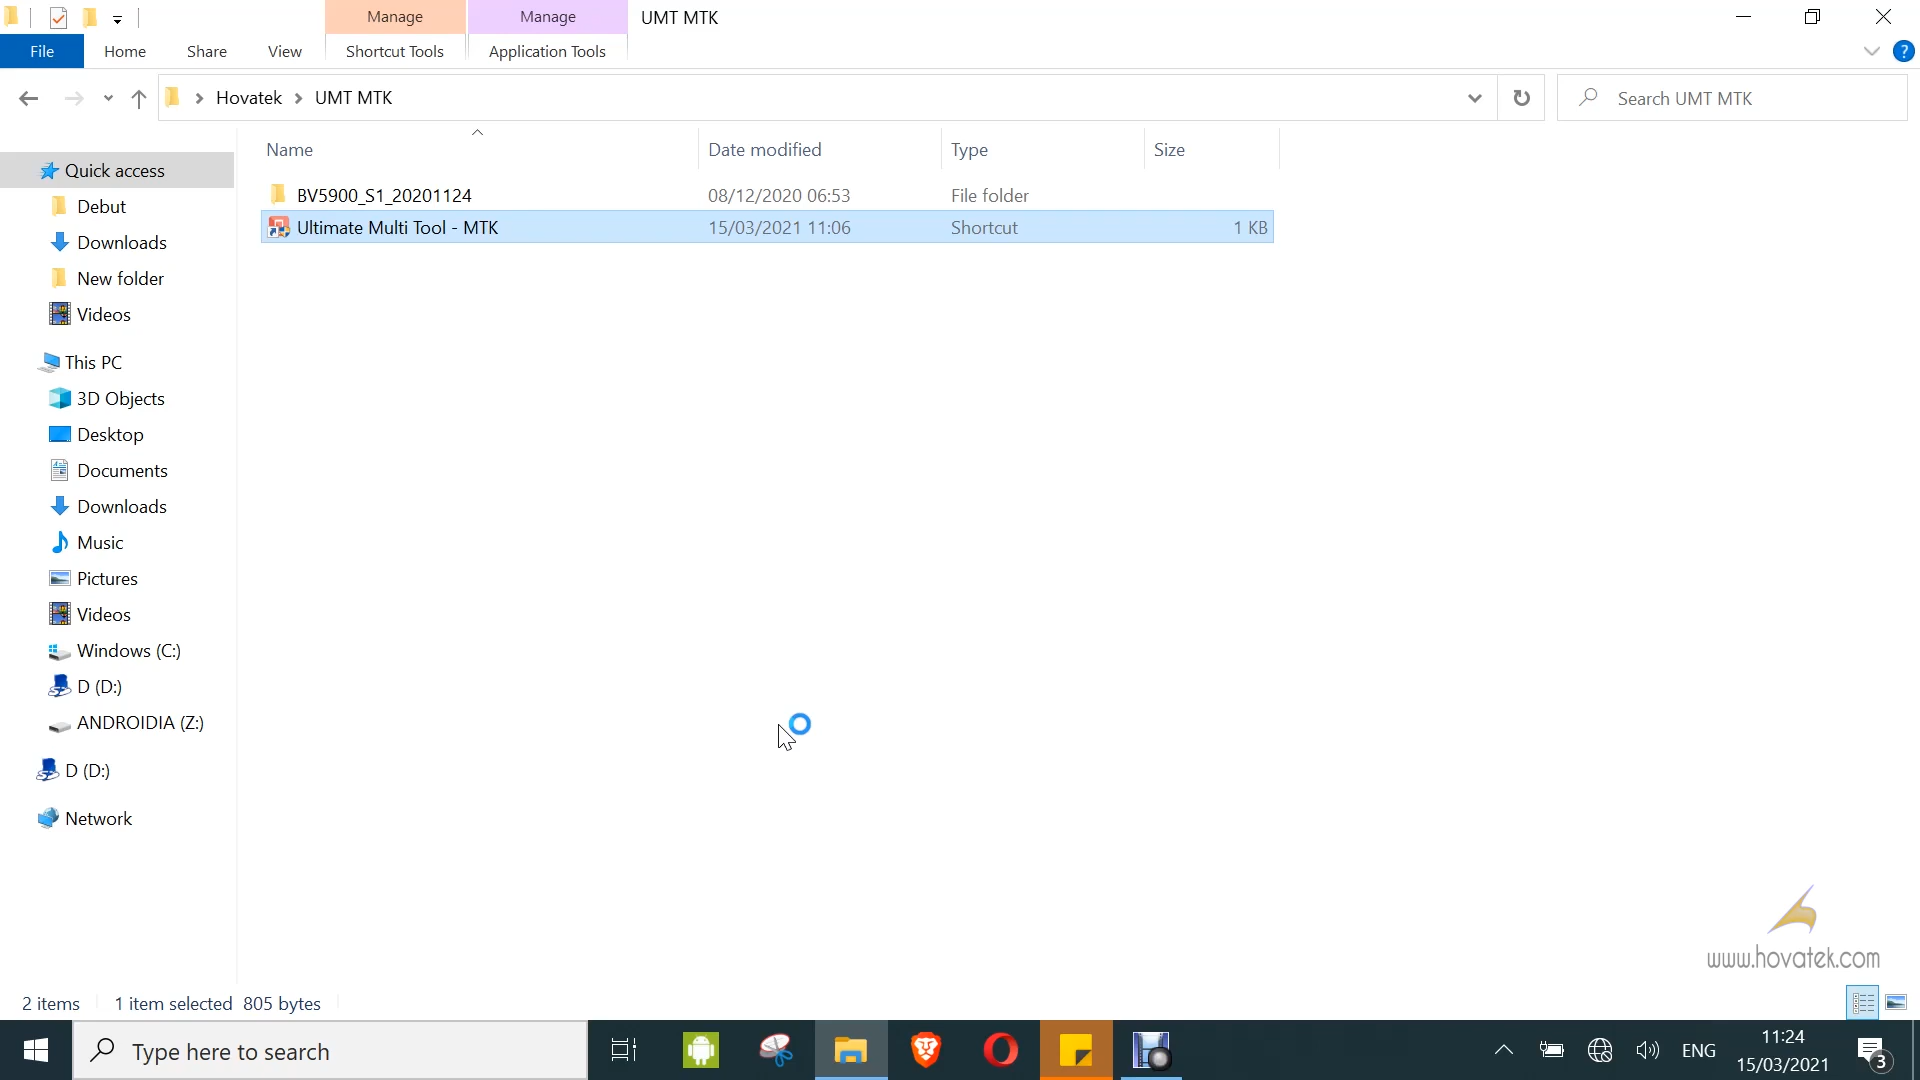 Manage
Manage
UMT MTK
File
Home
Share
View
Shortcut Tools
Application Tools
?
Hovatek
UMT MTK
Search UMT MTK
Name
Date modified
Type
Size
BV5900_S1_20201124
08/12/2020 06:53
File folder
Ultimate Multi Tool - MTK
15/03/2021 11:06
Shortcut
1 KB
Quick access
Debut
Downloads
New folder
Videos
This PC
3D Objects
Desktop
Documents
Downloads
Music
Pictures
Videos
Windows (C:)
D (D:)
ANDROIDIA (Z:)
D (D:)
Network
www.hovatek.com
2 items
1 item selected 805 bytes
Type here to search
ENG
11:24
15/03/2021
3